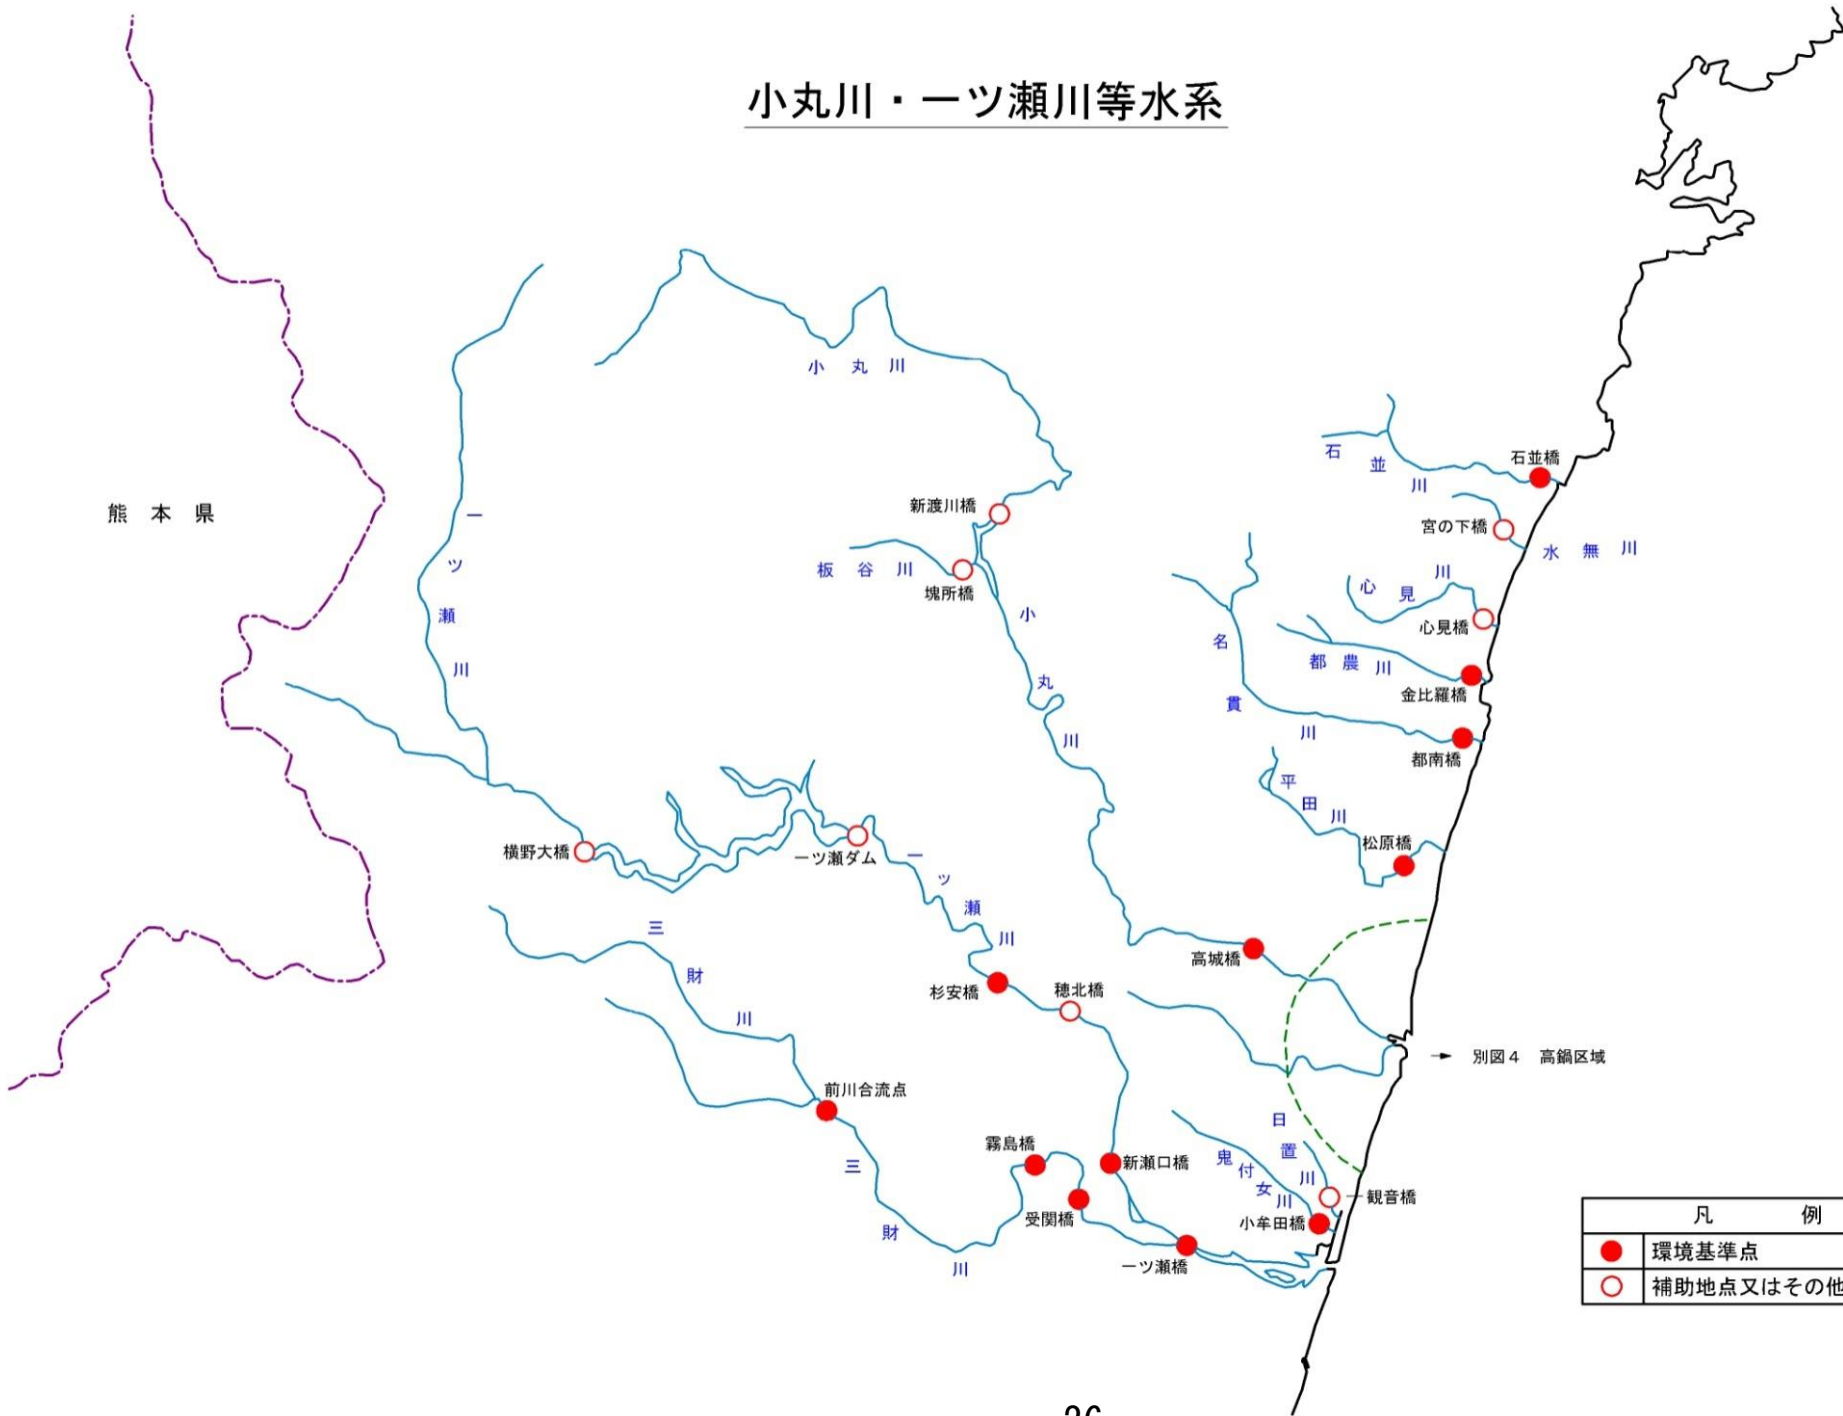 小丸川・一ツ瀬川等水系
小丸川
石並川
石並橋
熊本県
新渡川橋
宮の下橋
水無川
一ツ瀬川
板谷川
塊所橋
心見川
心見橋
小丸川
名貫川
都農川
金比羅橋
都南橋
平田川
松原橋
横野大橋
一ツ瀬ダム
一ツ瀬川
三財川
高城橋
杉安橋
穂北橋
別図4 高鍋区域
前川合流点
日置川
鬼付女川
霧島橋
新瀬口橋
三財川
受関橋
観音橋
小牟田橋
一ツ瀬橋
凡例
環境基準点
補助地点又はその他